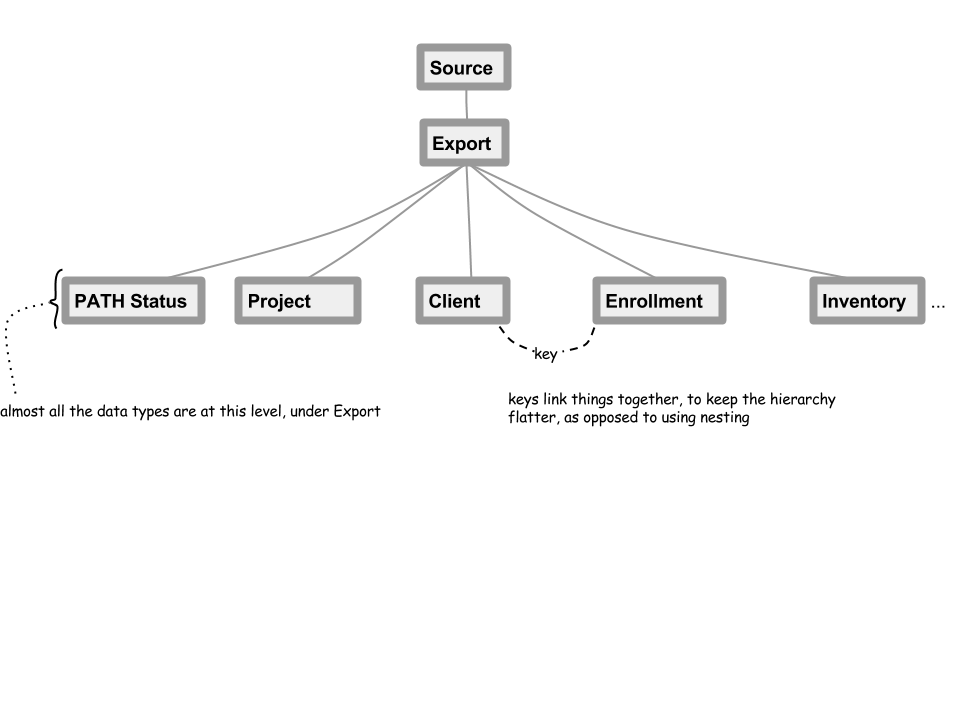 Source
Export
PATH Status
Project
Client
Enrollment
Inventory
...
key
almost all the data types are at this level, under Export
keys link things together, to keep the hierarchy
flatter, as opposed to using nesting